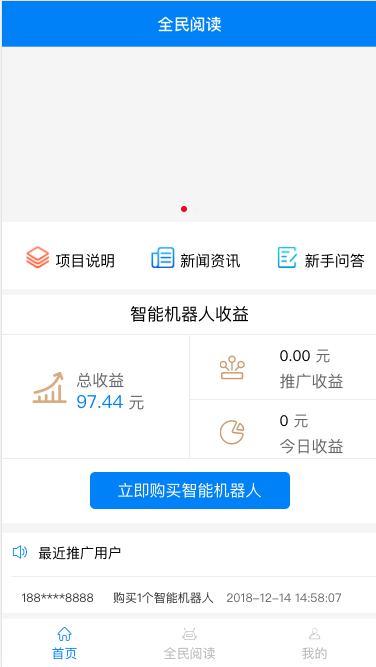 全民阅读
项目说明 新闻资讯 新手问答
智能机器人收益
总收益
97.44 元
0.00 元
推广收益
0 元
今日收益
立即购买智能机器人
最近推广用户
188****8888 购买1个智能机器人 2018-12-14 14:58:07
首页 全民阅读 我的